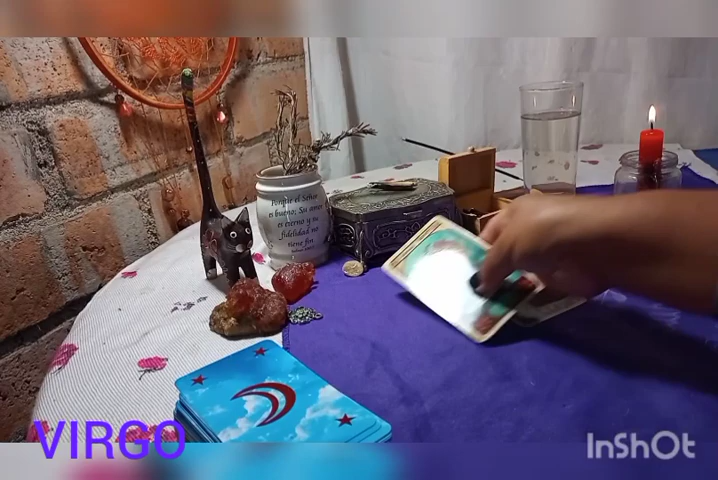 Porque el Señor
es bueno; Su amor
es eterno y su
fidelidad no
tiene fin
VIRGO
InShOt